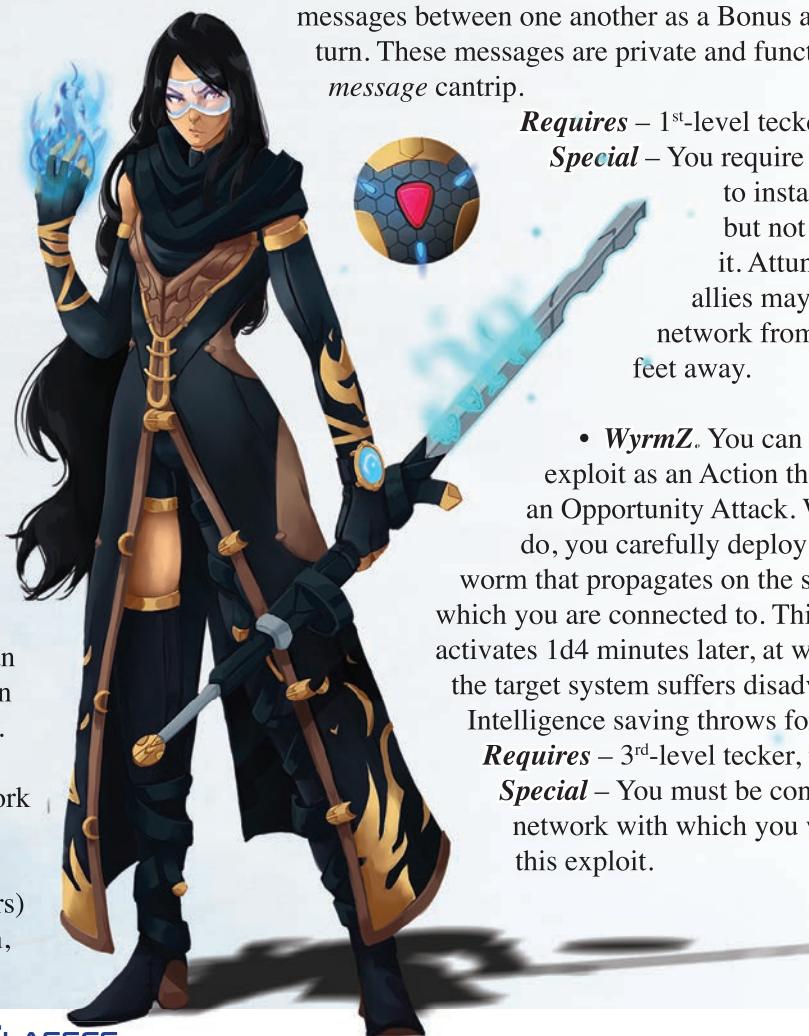 messages between one another as a Bonus a
turn. These messages are private and funct
message cantrip.
Requires – 1st-level tecke
Special – You require
to insta
but not
it. Attun
allies may
network from
feet away.
• WyrmZ. You can
exploit as an Action th
an Opportunity Attack. W
do, you carefully deploy
worm that propagates on the s
which you are connected to. Thi
activates 1d4 minutes later, at w
the target system suffers disadv
Intelligence saving throws fo
Requires – 3rd-level tecker,
Special – You must be con
network with which you
this exploit.
n
.
ork
rs)
,
CLASSES